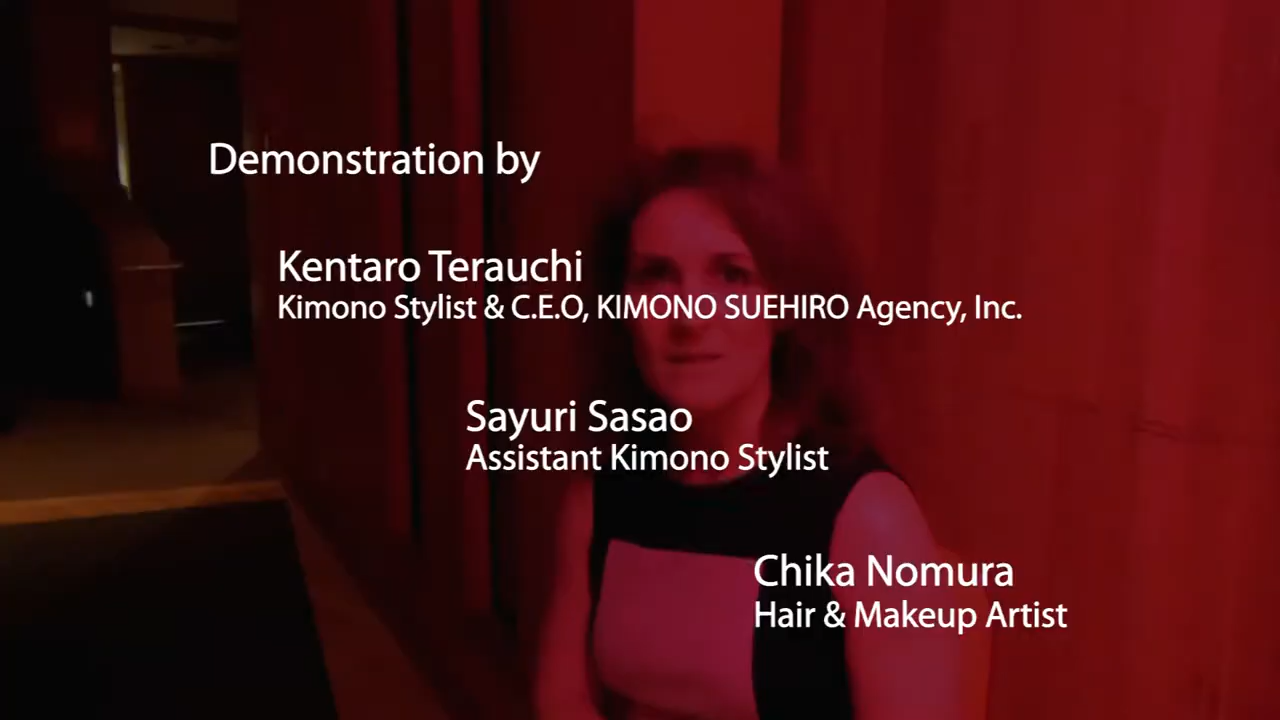 Demonstration by
Kentaro Terauchi
Kimono Stylist & C.E.O, KIMONO SUEHIRO Agency, Inc.
Sayuri Sasao
Assistant Kimono Stylist
Chika Nomura
Hair & Makeup Artist